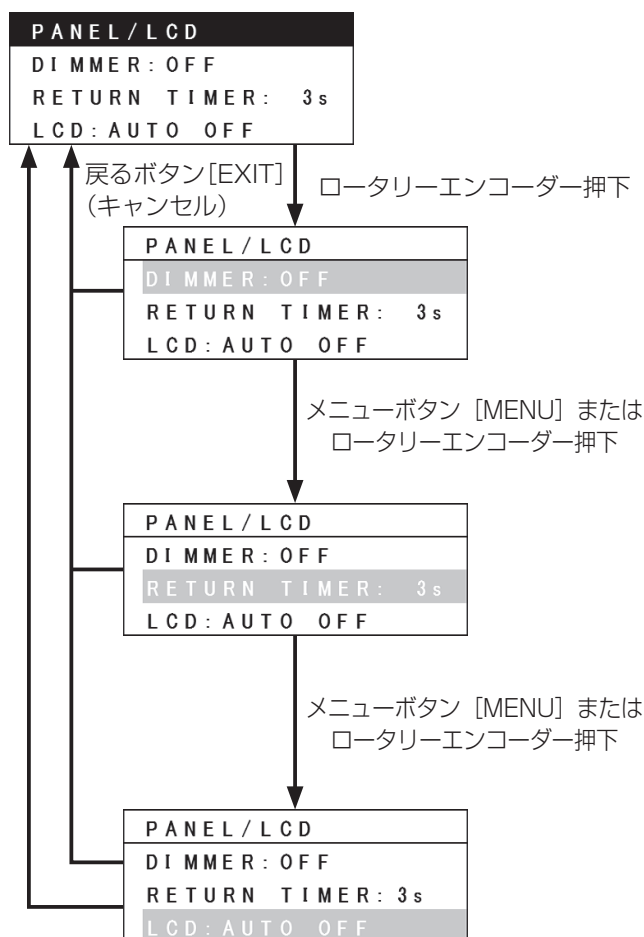 PANEL/LCD
DIMMER:OFF
RETURN TIMER: 3s
LCD:AUTO OFF
戻るボタン[EXIT]
(キャンセル)
ロータリーエンコーダー押下
PANEL/LCD
DIMMER:OFF
RETURN TIMER: 3s
LCD:AUTO OFF
メニューボタン [MENU] または
ロータリーエンコーダー押下
PANEL/LCD
DIMMER:OFF
RETURN TIMER: 3s
LCD:AUTO OFF
メニューボタン [MENU] または
ロータリーエンコーダー押下
PANEL/LCD
DIMMER:OFF
RETURN TIMER:3s
LCD:AUTO OFF